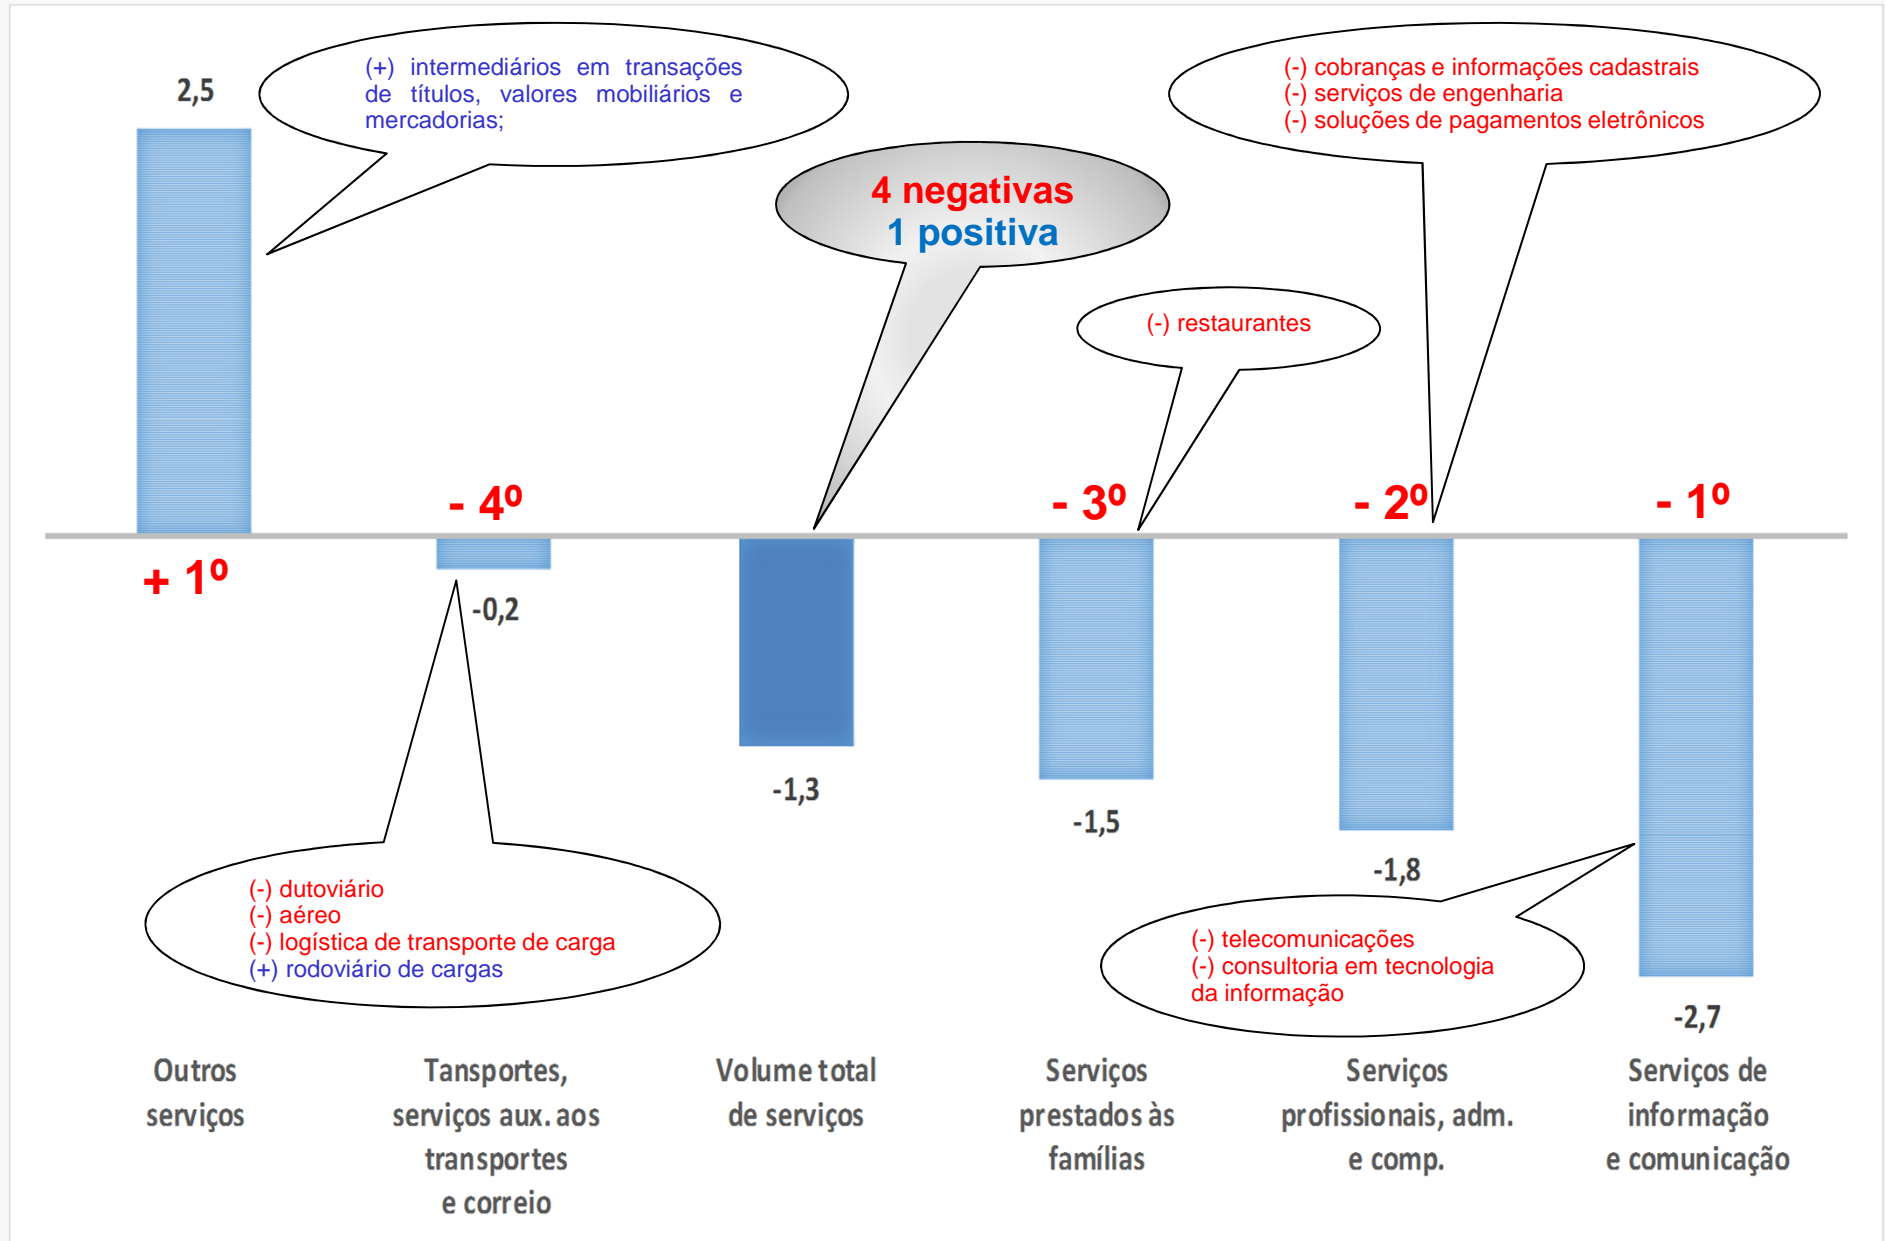 2,5
(+) intermediários em transações
de títulos, valores mobiliários e
mercadorias;
(-) cobranças e informações cadastrais
(-) serviços de engenharia
(-) soluções de pagamentos eletrônicos
4 negativas
1 positiva
(-) restaurantes
- 4º
- 3º
- 2º
- 1º
+ 1º
-0,2
-1,3
-1,5
-1,8
-2,7
(-) dutoviário
(-) aéreo
(-) logística de transporte de carga
(+) rodoviário de cargas
(-) telecomunicações
(-) consultoria em tecnologia
da informação
Outros
serviços
Tansportes,
serviços aux. aos
transportes
e correio
Volume total
de serviços
Serviços
prestados às
famílias
Serviços
profissionais, adm.
e comp.
Serviços de
informação
e comunicação